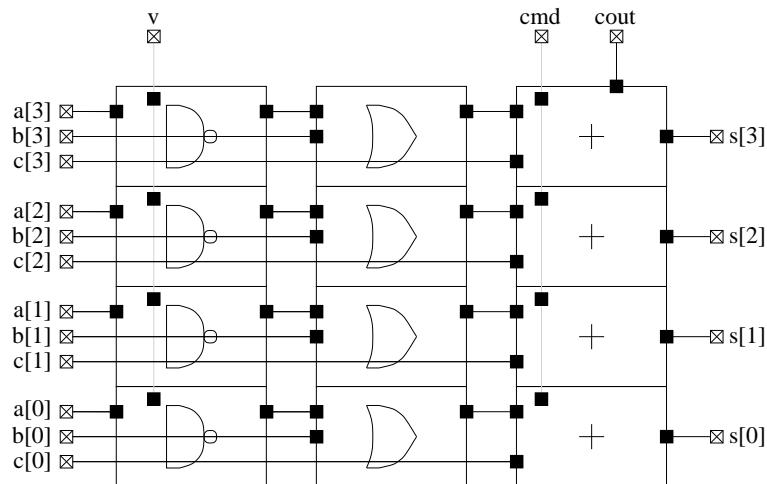 v cmd cout
a[3]
b[3] s[3]
c[3]
a[2]
b[2] s[2]
c[2]
a[1]
b[1] s[1]
c[1]
a[0]
b[0] s[0]
c[0]